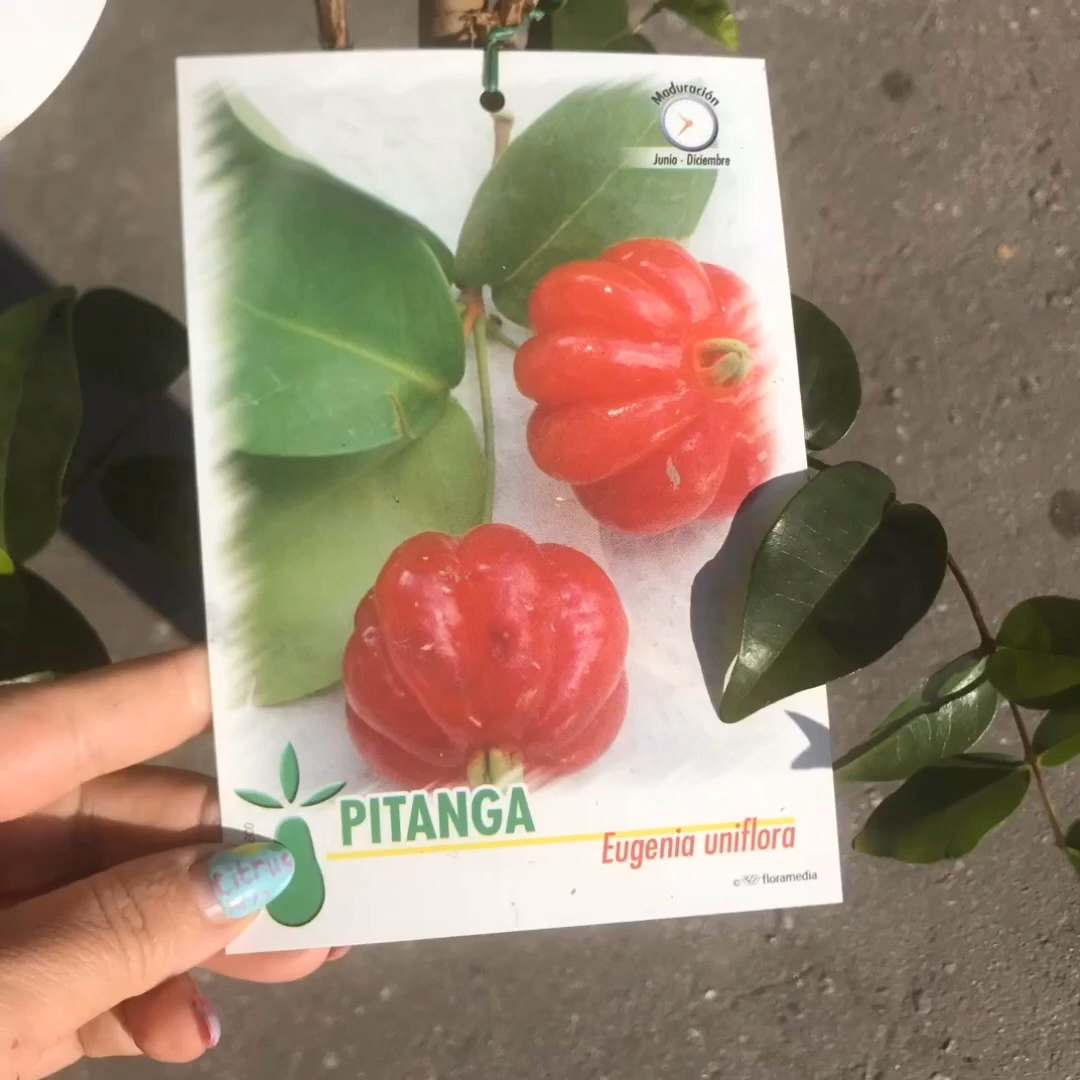 Maduración
Junio - Diciembre
PITANGA
Eugenia uniflora
© floramedia
Citrus